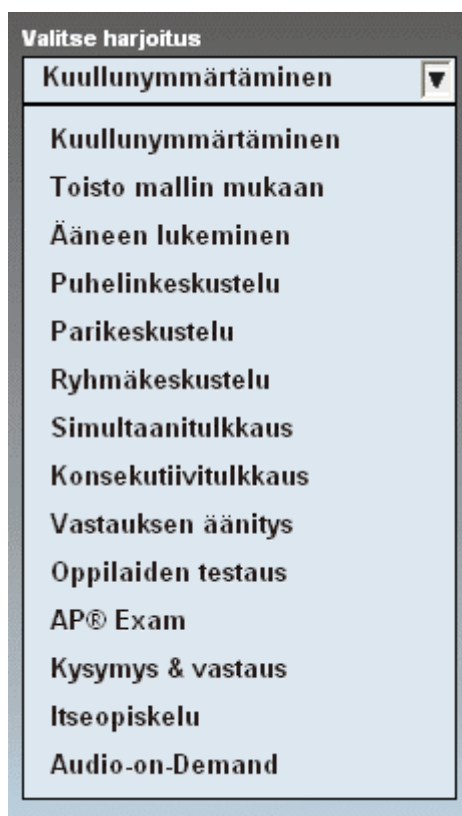 Valitse harjoitus
Kuullunymmärtäminen
Kuullunymmärtäminen
Toisto mallin mukaan
Ääneen lukeminen
Puhelinkeskustelu
Parikeskustelu
Ryhmäkeskustelu
Simultaanitulkkaus
Konsekutiivitulkkaus
Vastauksen äänitys
Oppilaiden testaus
AP® Exam
Kysymys & vastaus
Itseopiskelu
Audio-on-Demand